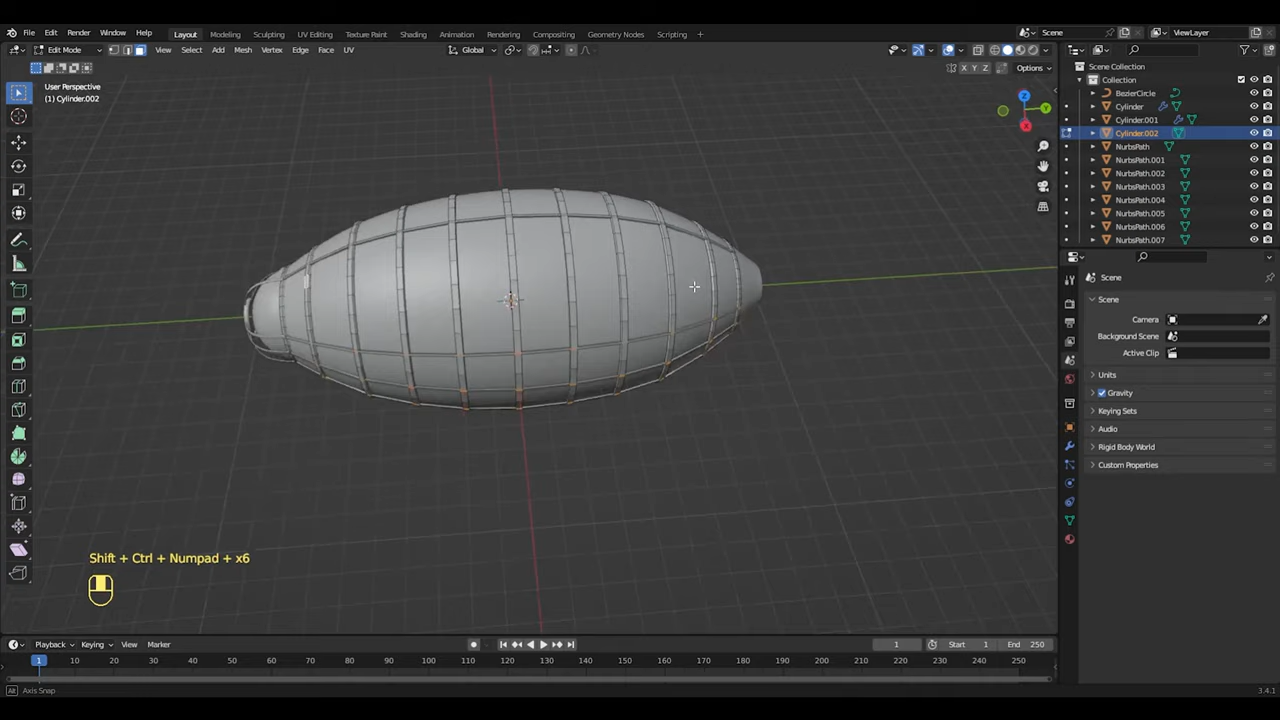 File Edit Render Window Help Layout Modeling Sculpting UV Editing Texture Paint Shading Animation Rendering Compositing Geometry Nodes Scripting + Scene ViewLayer
Edit Mode View Select Add Mesh Vertex Edge Face UV Global
X Y Z Options
User Perspective
(1) Cylinder.002
Z
Y
X
Scene Collection
Collection
BezierCircle
Cylinder
Cylinder.001
Cylinder.002
NurbsPath
NurbsPath.001
NurbsPath.002
NurbsPath.003
NurbsPath.004
NurbsPath.005
NurbsPath.006
NurbsPath.007
Scene
Scene
Camera
Background Scene
Active Clip
Units
Gravity
Keying Sets
Audio
Rigid Body World
Custom Properties
Shift + Ctrl + Numpad + x6
Playback Keying View Marker 1 Start 1 End 250
1 10 20 30 40 50 60 70 80 90 100 110 120 130 140 150 160 170 180 190 200 210 220 230 240 250
Alt Axis Snap
3.4.1